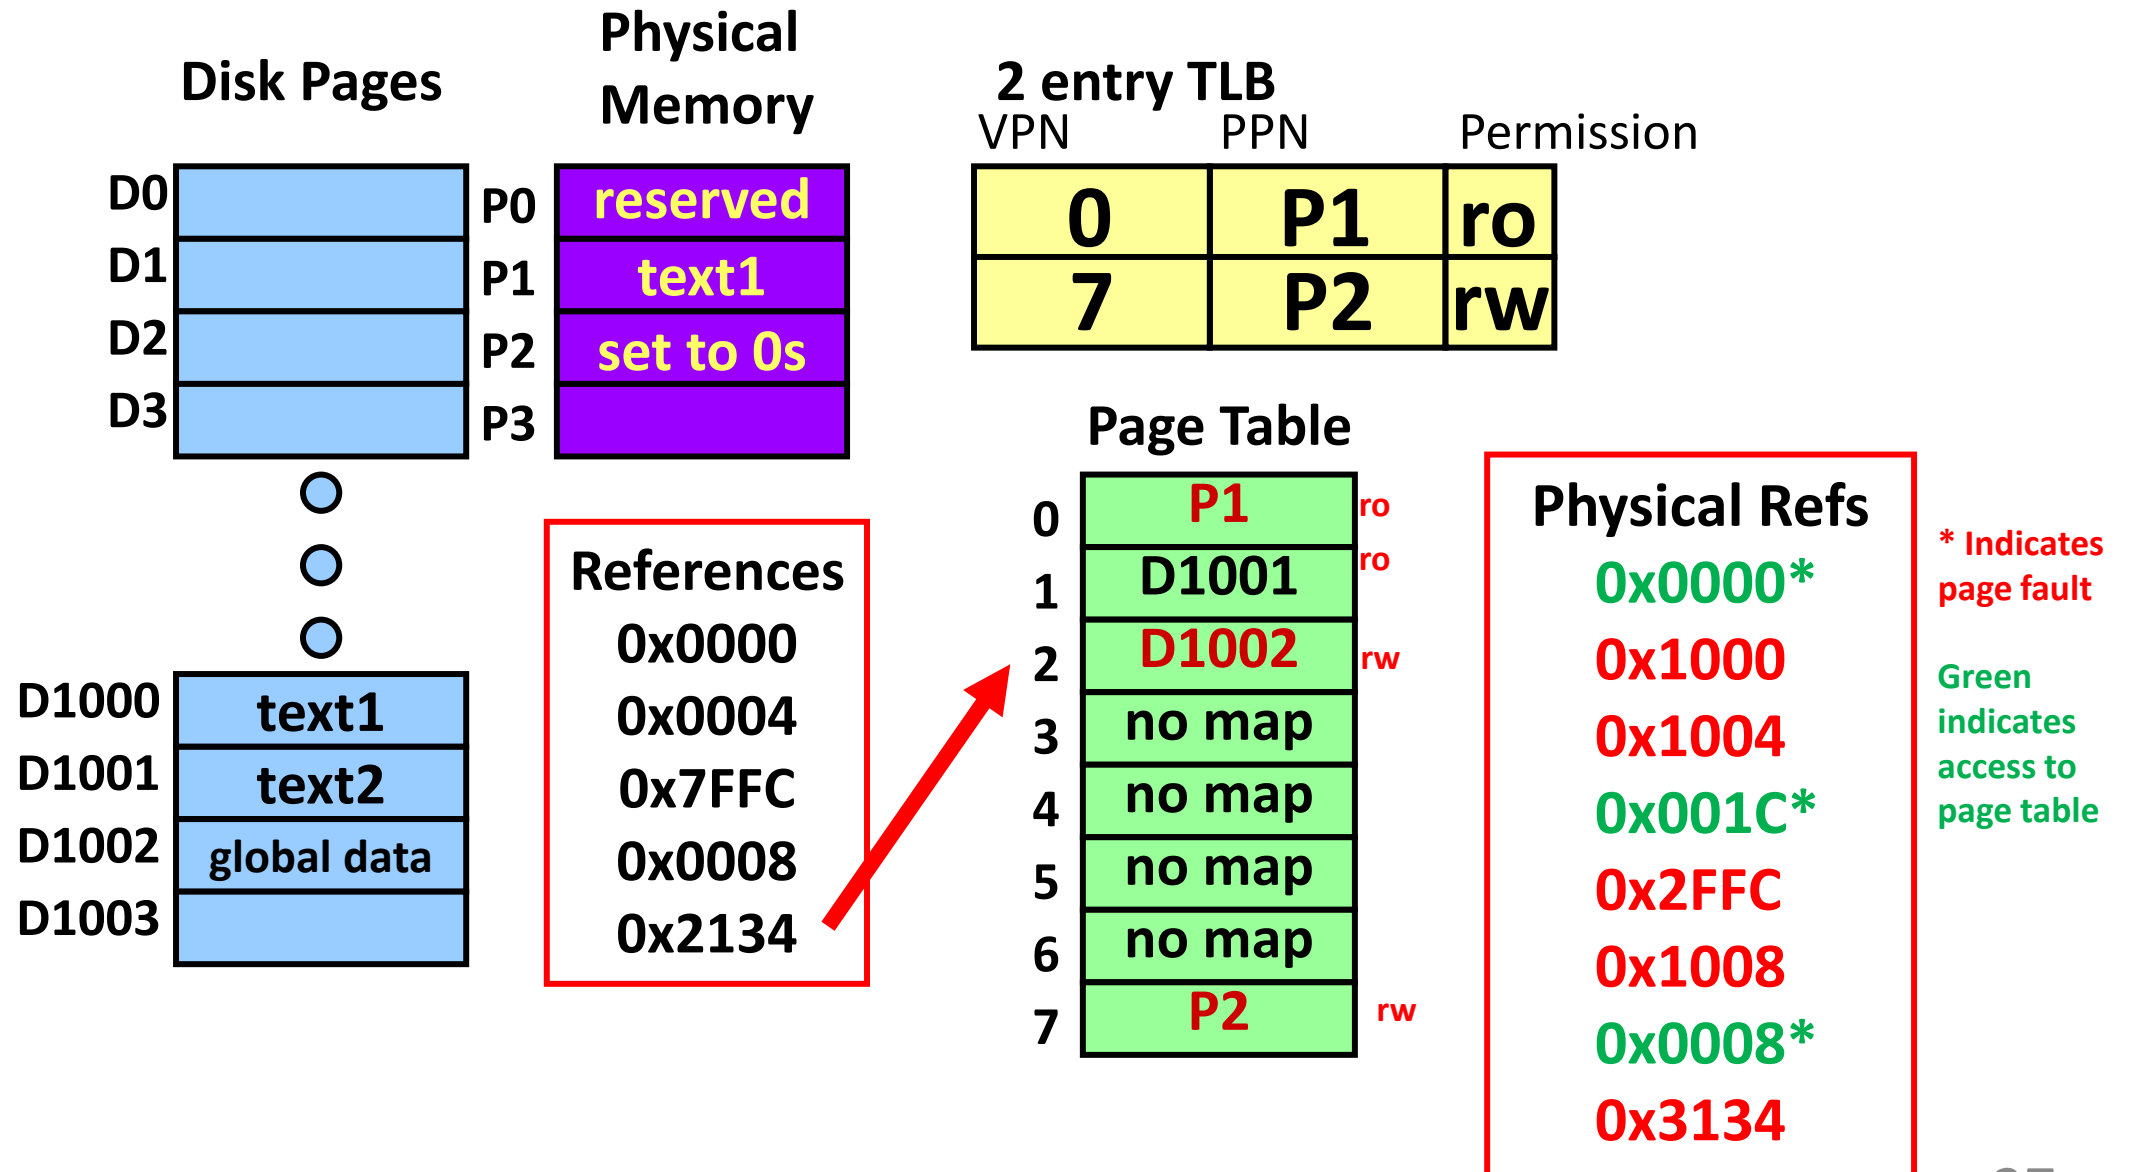 Disk Pages
D0
D1
D2
D3
D1000 text1
D1001 text2
D1002 global data
D1003
Physical
Memory
P0 reserved
P1 text1
P2 set to 0s
P3
References
0x0000
0x0004
0x7FFC
0x0008
0x2134
2 entry TLB
VPN PPN Permission
0 P1 ro
7 P2 rw
Page Table
0 P1 ro
1 D1001 ro
2 D1002 rw
3 no map
4 no map
5 no map
6 no map
7 P2 rw
Physical Refs
0x0000*
0x1000
0x1004
0x001C*
0x2FFC
0x1008
0x0008*
0x3134
* Indicates
page fault
Green
indicates
access to
page table